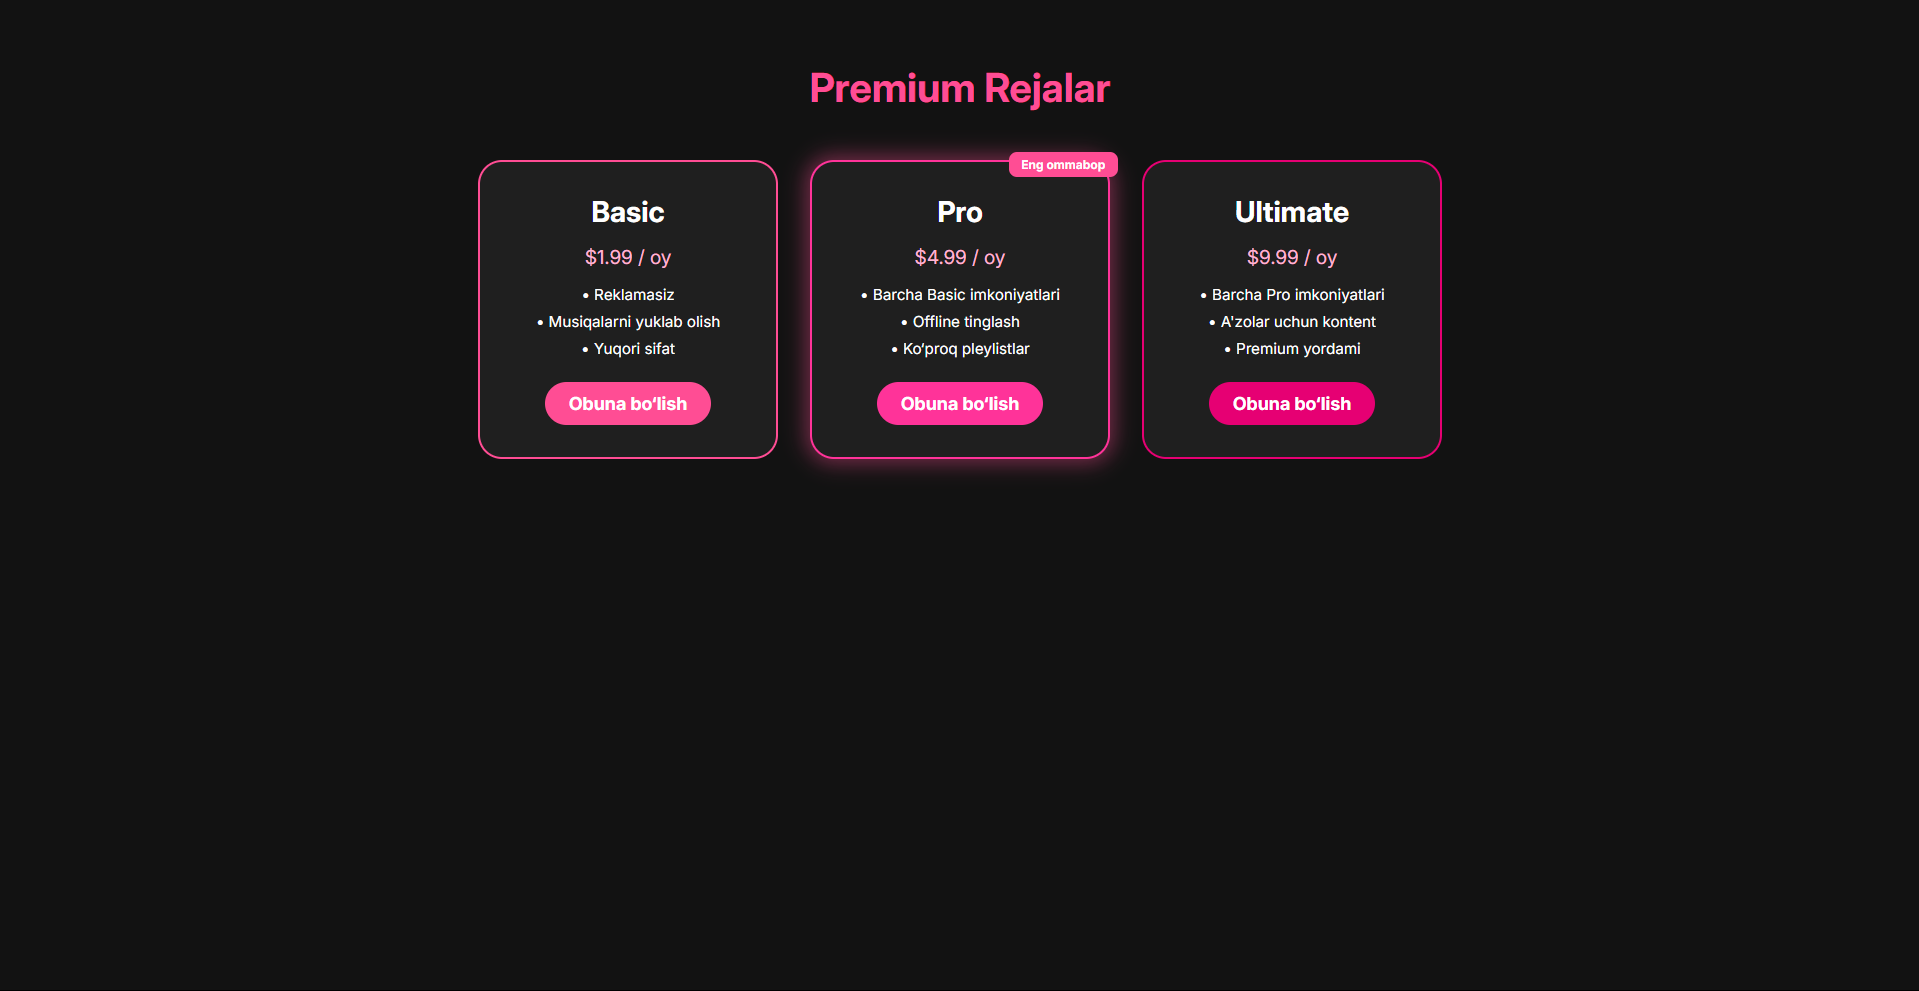 Premium Rejalar
Basic
$1.99 / oy
• Reklamasiz
• Musiqalarni yuklab olish
• Yuqori sifat
Obuna bo‘lish
Eng ommabop
Pro
$4.99 / oy
• Barcha Basic imkoniyatlari
• Offline tinglash
• Ko‘proq pleylistlar
Obuna bo‘lish
Ultimate
$9.99 / oy
• Barcha Pro imkoniyatlari
• A'zolar uchun kontent
• Premium yordami
Obuna bo‘lish